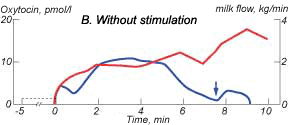 Oxytocin, pmol/l milk flow, kg/min
B. Without stimulation
20 4
10 2
0
-5 0 2 4 6 8 10
Time, min